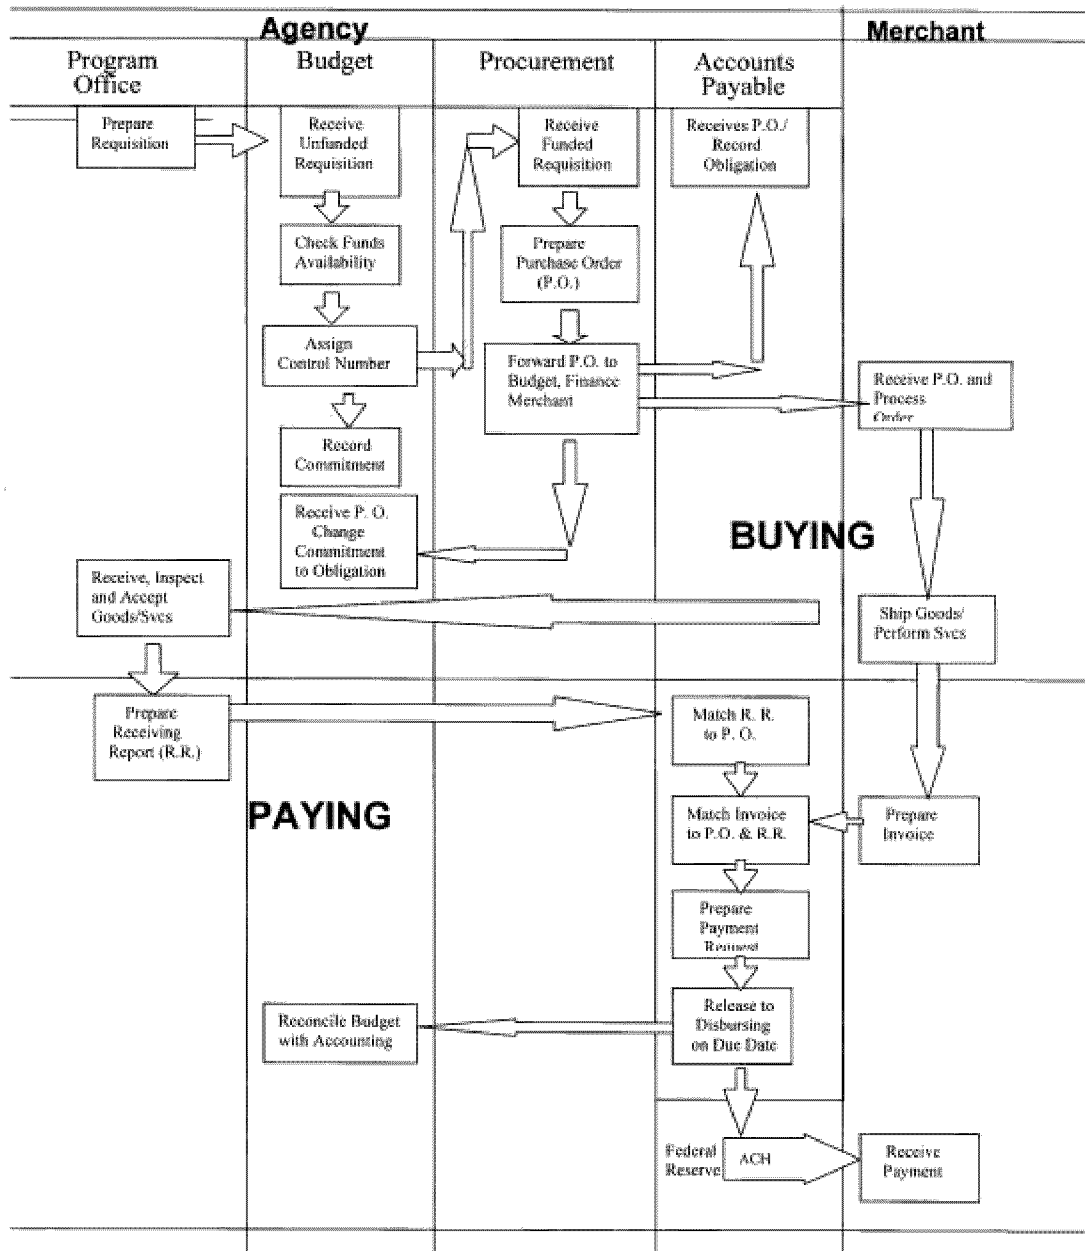 Agency
Merchant
Program
Office
Budget
Procurement
Accounts
Payable
Prepare
Requisition
Receive
Unfunded
Requisition
Receive
Funded
Requisition
Receives P.O./
Record
Obligation
Check Funds
Availability
Prepare
Purchase Order
(P.O.)
Assign
Control Number
Forward P.O. to
Budget, Finance
Merchant
Receive P.O. and
Process
Order
Record
Commitment
Receive P. O.
Change
Commitment
to Obligation
BUYING
Receive, Inspect
and Accept
Goods/Svcs
Ship Goods/
Perform Svcs
Prepare
Receiving
Report (R.R.)
Match R. R.
to P. O.
PAYING
Match Invoice
to P.O. & R.R.
Prepare
Invoice
Prepare
Payment
Request
Reconcile Budget
with Accounting
Release to
Disbursing
on Due Date
Federal
Reserve
ACH
Receive
Payment